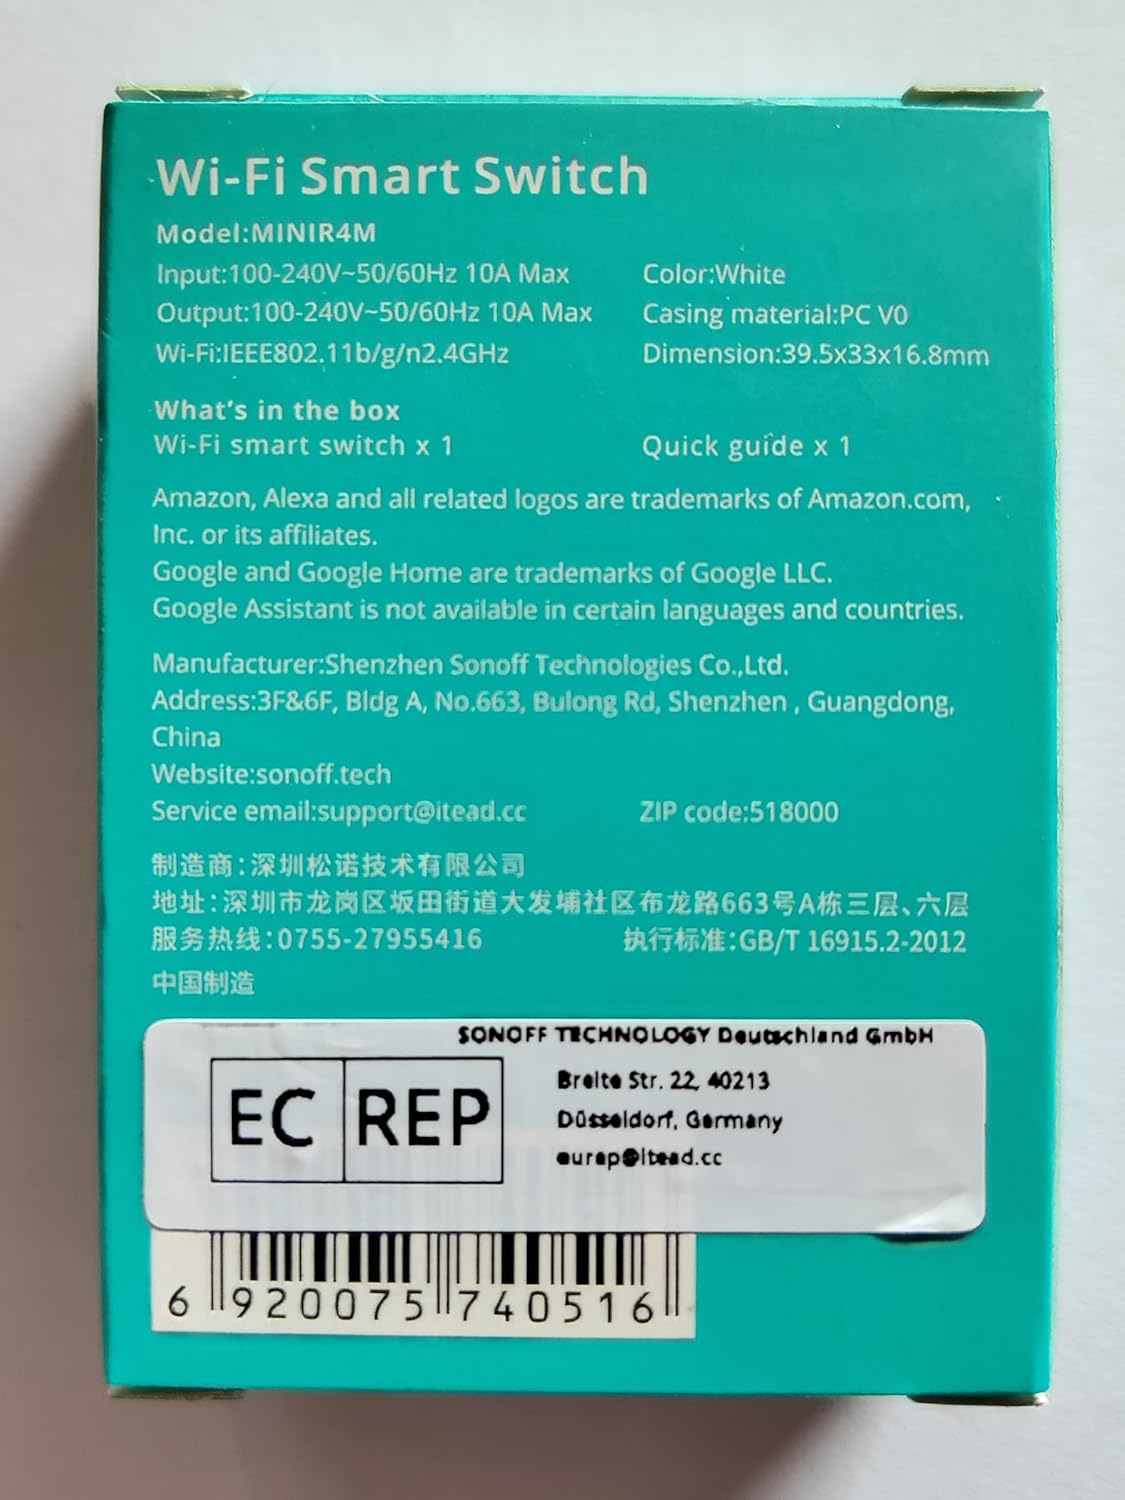 Wi-Fi Smart Switch
Model:MINIR4M
Input:100-240V~50/60Hz 10A Max
Color:White
Output:100-240V~50/60Hz 10A Max
Casing material:PC V0
Wi-Fi:IEEE802.11b/g/n2.4GHz
Dimension:39.5x33x16.8mm
What's in the box
Wi-Fi smart switch x 1
Quick guide x 1
Amazon, Alexa and all related logos are trademarks of Amazon.com,
Inc. or its affiliates.
Google and Google Home are trademarks of Google LLC.
Google Assistant is not available in certain languages and countries.
Manufacturer:Shenzhen Sonoff Technologies Co.,Ltd.
Address:3F&6F, Bldg A, No.663, Bulong Rd, Shenzhen , Guangdong,
China
Website:sonoff.tech
Service email:support@itead.cc
ZIP code:518000
制造商:深圳松诺技术有限公司
地址:深圳市龙岗区坂田街道大发埔社区布龙路663号A栋三层、六层
服务热线:0755-27955416
执行标准:GB/T 16915.2-2012
中国制造
SONOFF TECHNOLOGY Deutschland GmbH
EC REP
Breite Str. 22, 40213
Düsseldorf, Germany
eurep@itead.cc
6 920075 740516